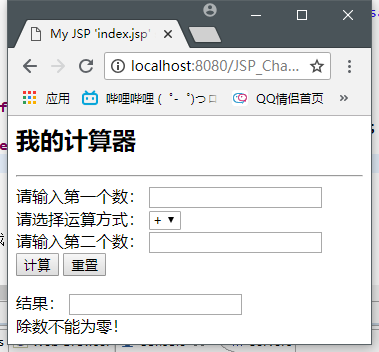 My JSP 'index.jsp'
localhost:8080/JSP_Cha...
应用 哔哩哔哩 ( ゜- ゜)つロ QQ情侣首页 »
我的计算器
请输入第一个数：
请选择运算方式： +
请输入第二个数：
计算 重置
结果：
除数不能为零！